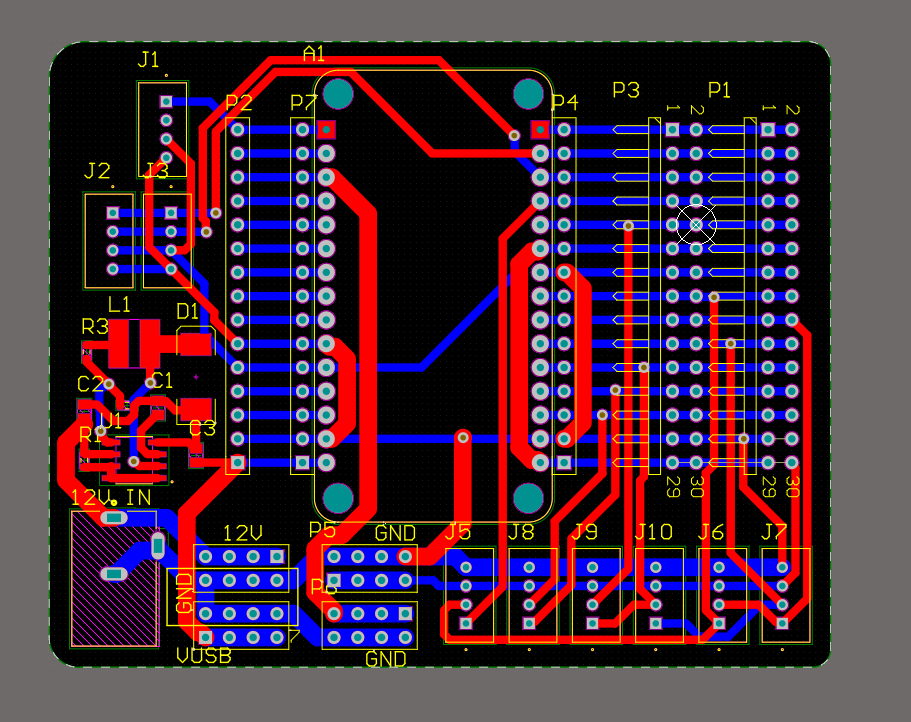 A1
J1
P3 P1
P2 P7 P4
1 2 1 2
J2 J3
L1
D1
R3
C2 C1
U1
C3
R1
29 30 29 30
12V IN
12V P5 GND J5 J8 J9 J10 J6 J7
GND P6
VUSB GND